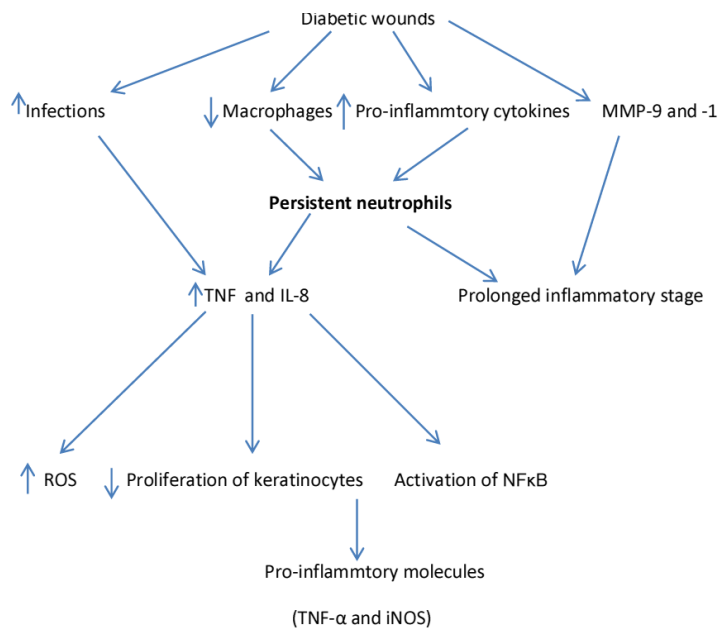 Diabetic wounds
Infections
Macrophages
Pro-inflammtory cytokines
MMP-9 and -1
Persistent neutrophils
TNF and IL-8
Prolonged inflammatory stage
ROS
Proliferation of keratinocytes
Activation of NFκB
Pro-inflammtory molecules
(TNF-α and iNOS)